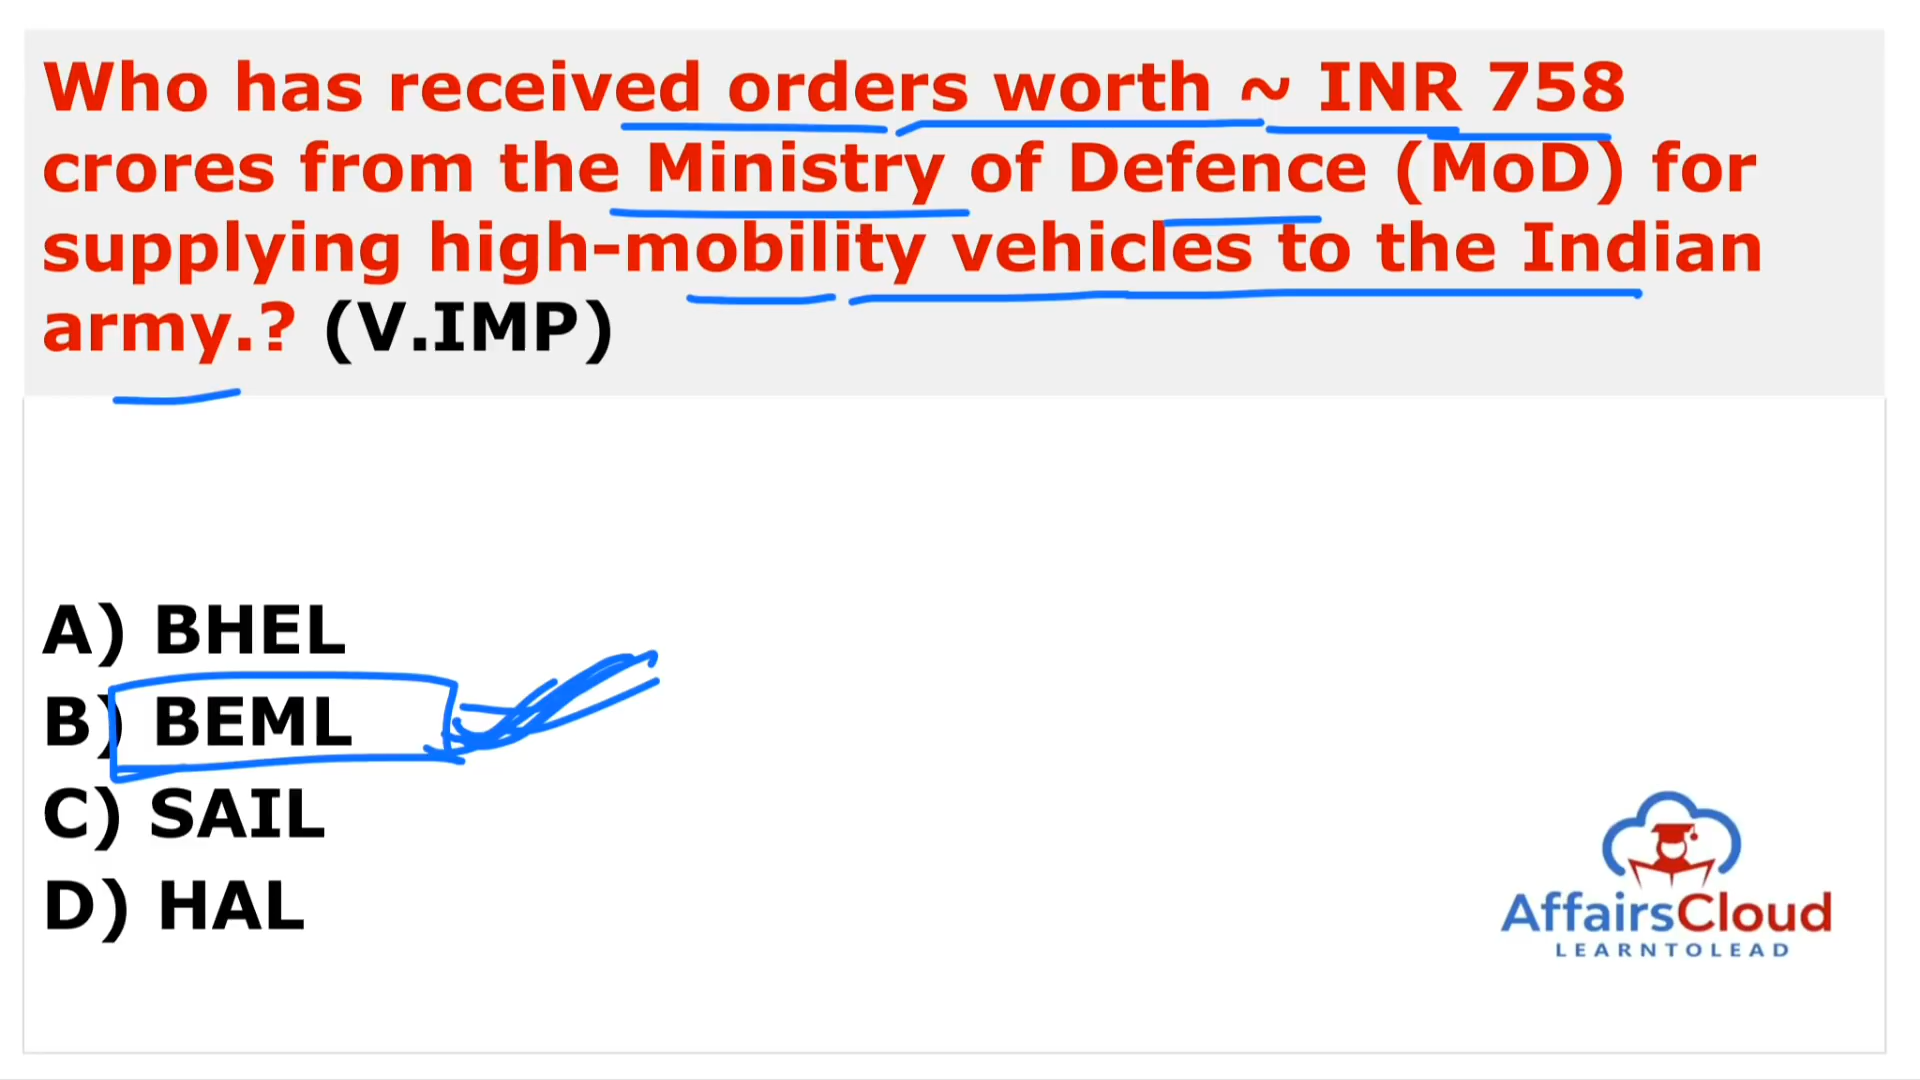 Who has received orders worth ~ INR 758
crores from the Ministry of Defence (MoD) for
supplying high-mobility vehicles to the Indian
army.? (V.IMP)
A) BHEL
B) BEML
C) SAIL
D) HAL
AffairsCloud
LEARNTOLEAD